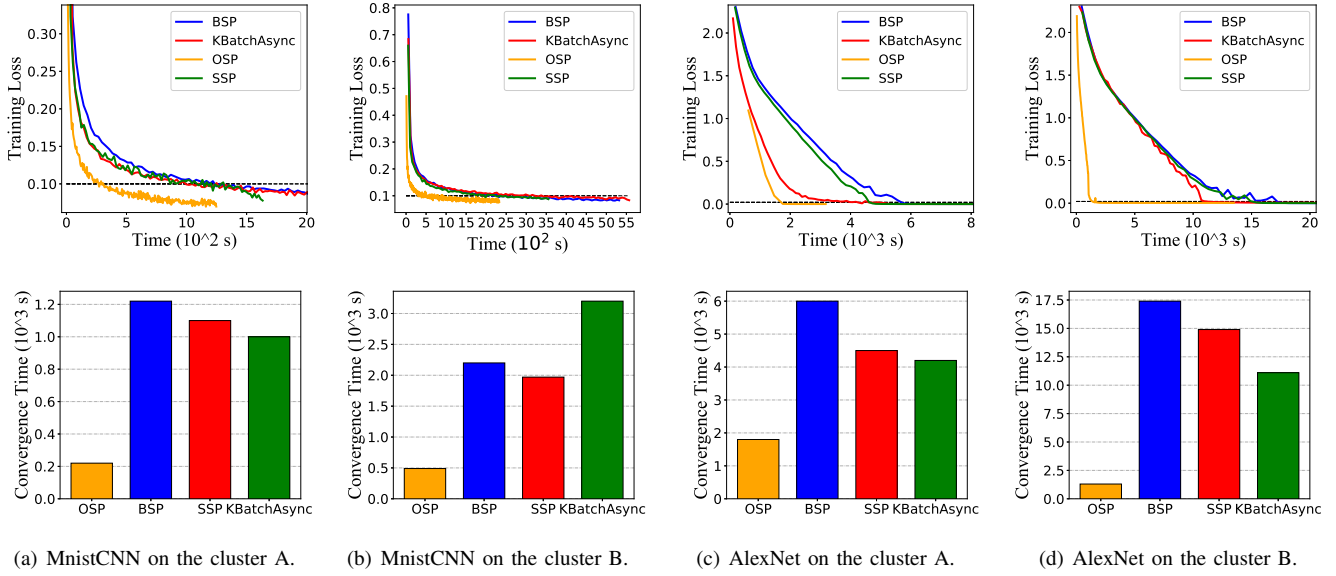 0.30
0.25
0.20
0.15
0.10
Training Loss
0 5 10 15 20
Time (10^2 s)
BSP
KBatchAsync
OSP
SSP
0.8
0.7
0.6
0.5
0.4
0.3
0.2
0.1
Training Loss
0 5 10 15 20 25 30 35 40 45 50 55
Time (10² s)
BSP
KBatchAsync
OSP
SSP
2.0
1.5
1.0
0.5
0.0
Training Loss
0 2 4 6 8
Time (10^3 s)
BSP
KBatchAsync
OSP
SSP
2.0
1.5
1.0
0.5
0.0
Training Loss
0 5 10 15 20
Time (10^3 s)
BSP
KBatchAsync
OSP
SSP
1.2
1.0
0.8
0.6
0.4
0.2
0.0
Convergence Time (10^3 s)
OSP BSP SSP KBatchAsync
3.0
2.5
2.0
1.5
1.0
0.5
0.0
Convergence Time (10^3 s)
OSP BSP SSP KBatchAsync
6
5
4
3
2
1
0
Convergence Time (10^3 s)
OSP BSP SSP KBatchAsync
17.5
15.0
12.5
10.0
7.5
5.0
2.5
0.0
Convergence Time (10^3 s)
OSP BSP SSP KBatchAsync
(a) MnistCNN on the cluster A.
(b) MnistCNN on the cluster B.
(c) AlexNet on the cluster A.
(d) AlexNet on the cluster B.